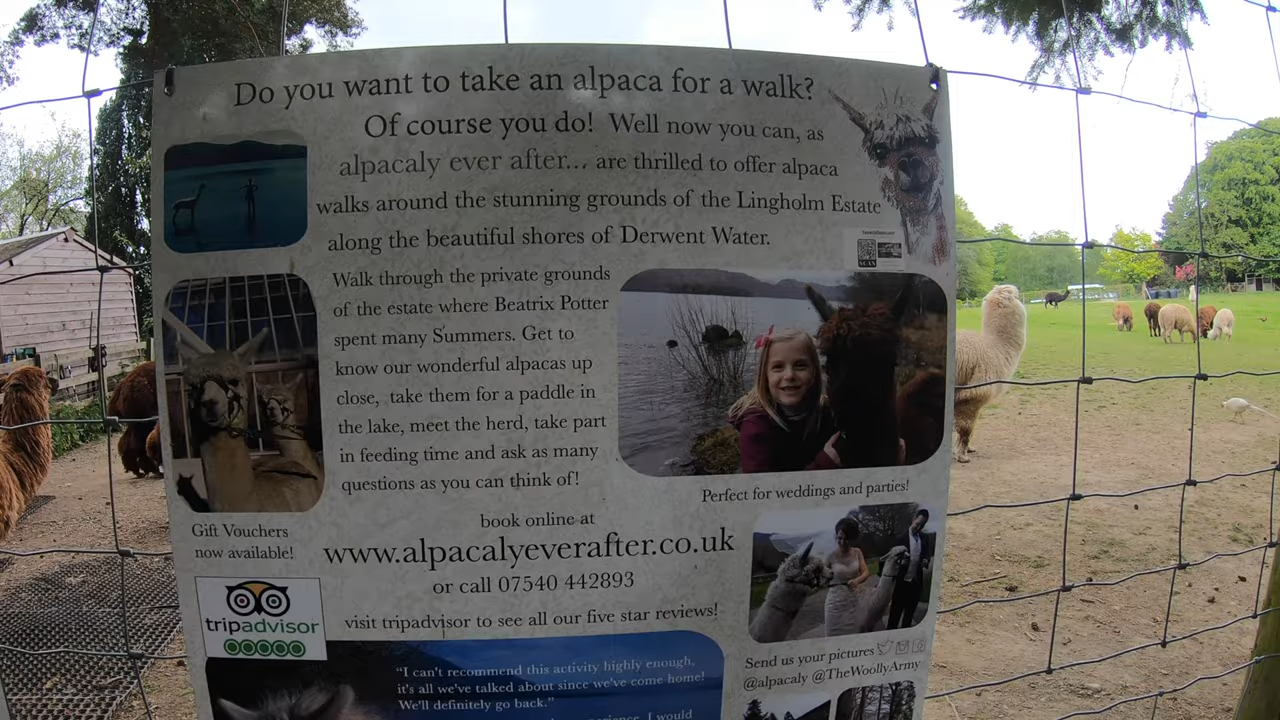 Do you want to take an alpaca for a walk?
Of course you do! Well now you can, as
alpacaly ever after... are thrilled to offer alpaca
walks around the stunning grounds of the Lingholm Estate
along the beautiful shores of Derwent Water.
SCAN
Walk through the private grounds
of the estate where Beatrix Potter
spent many Summers. Get to
know our wonderful alpacas up
close, take them for a paddle in
the lake, meet the herd, take part
in feeding time and ask as many
questions as you can think of!
Perfect for weddings and parties!
Gift Vouchers
now available!
book online at
www.alpacalyeverafter.co.uk
or call 07540 442893
tripadvisor
visit tripadvisor to see all our five star reviews!
Send us your pictures
@alpacaly @TheWoollyArmy
"I can't recommend this activity highly enough,
it's all we've talked about since we've come home!
We'll definitely go back."
I would